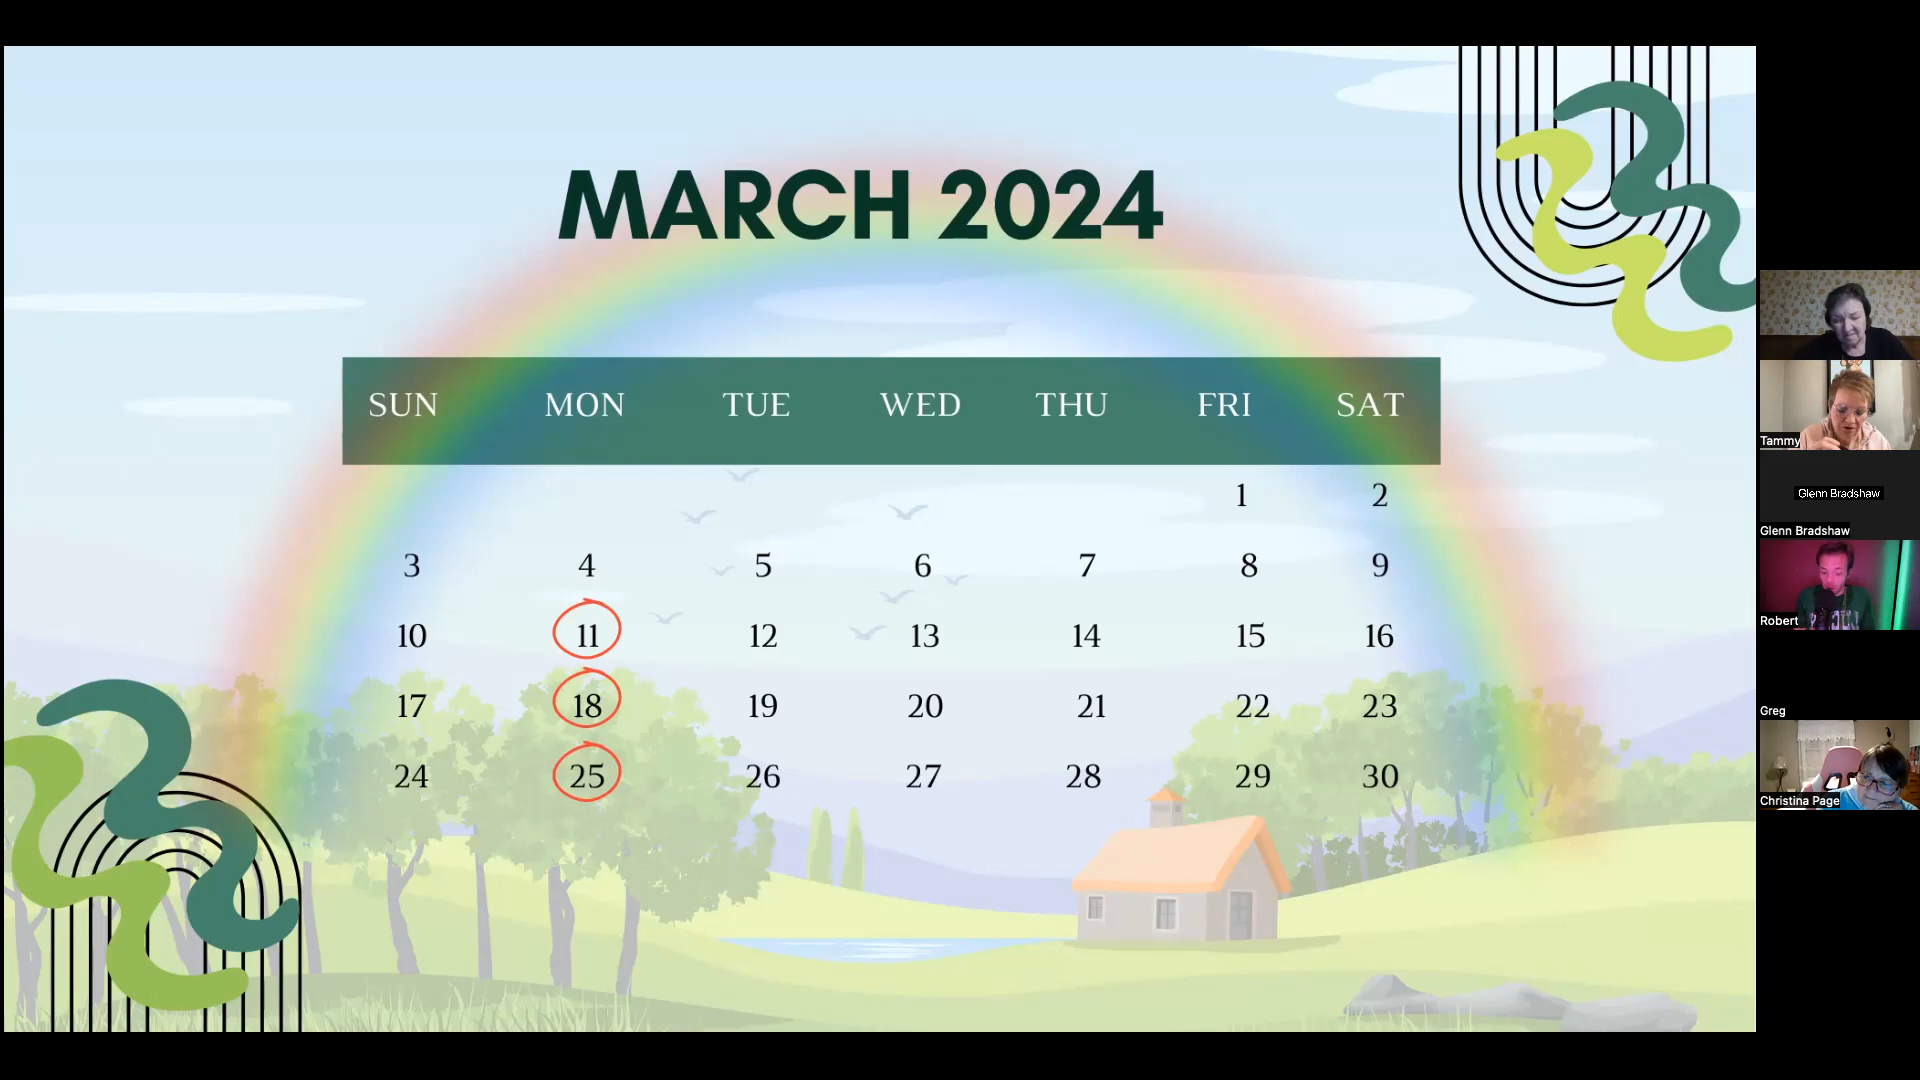 MARCH 2024
SUN MON TUE WED THU FRI SAT
1 2
3 4 5 6 7 8 9
10 11 12 13 14 15 16
17 18 19 20 21 22 23
24 25 26 27 28 29 30
Tammy
Glenn Bradshaw
Glenn Bradshaw
Robert
Greg
Christina Page